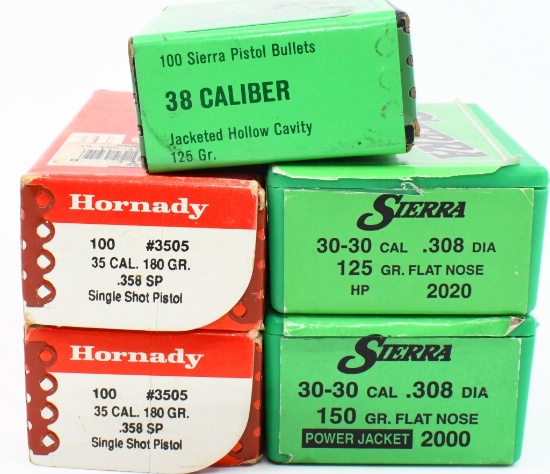 100 Sierra Pistol Bullets
38 CALIBER
Jacketed Hollow Cavity
125 Gr.
SIERRA
Hornady
100 #3505
35 CAL. 180 GR.
.358 SP
Single Shot Pistol
SIERRA
30-30 CAL .308 DIA
125 GR. FLAT NOSE
HP 2020
Hornady
100 #3505
35 CAL. 180 GR.
.358 SP
Single Shot Pistol
SIERRA
30-30 CAL .308 DIA
150 GR. FLAT NOSE
POWER JACKET 2000